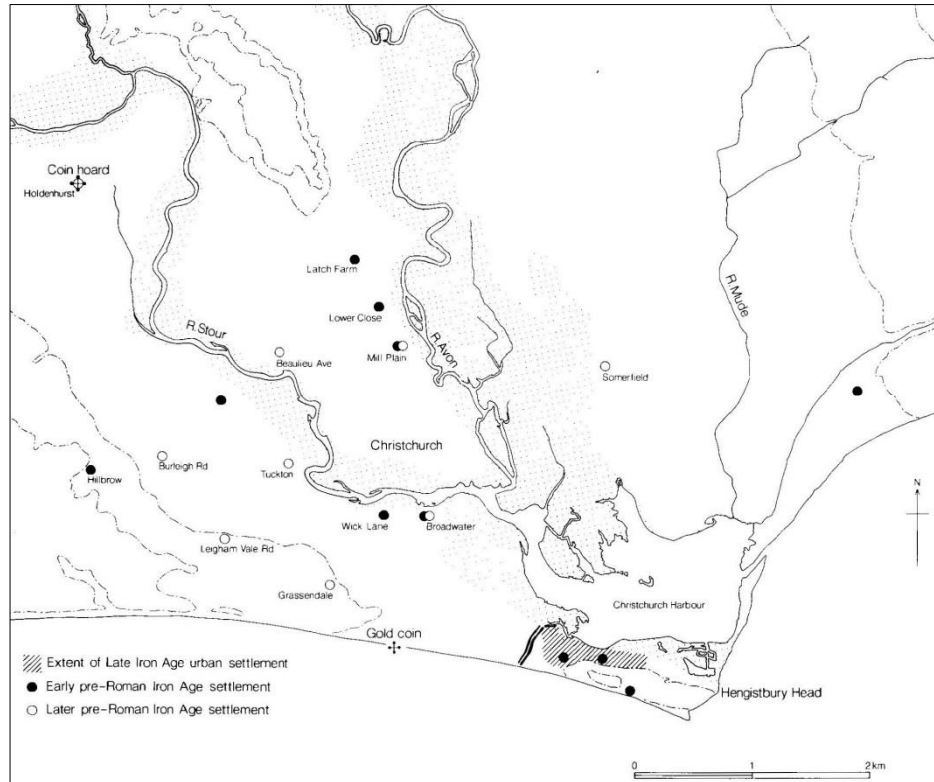 Coin hoard
Holdenhurst
Latch Farm
Lower Close
R.Stour
R.Avon
R.Mude
Beaulieu Ave
Mill Plain
Somerfield
Christchurch
Burleigh Rd
Hillbrow
Tuckton
N
Wick Lane
Broadwater
Leigham Vale Rd
Grassendale
Christchurch Harbour
Gold coin
Extent of Late Iron Age urban settlement
Early pre-Roman Iron Age settlement
Later pre-Roman Iron Age settlement
Hengistbury Head
0 1 2km